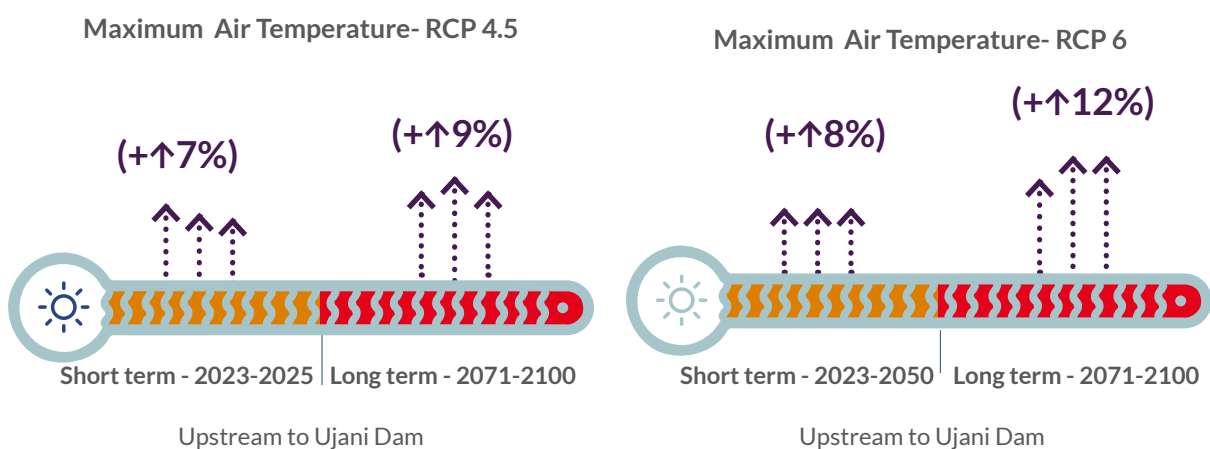 Maximum Air Temperature- RCP 4.5
(+↑7%)
(+↑9%)
Short term - 2023-2025
Long term - 2071-2100
Upstream to Ujani Dam
Maximum Air Temperature- RCP 6
(+↑8%)
(+↑12%)
Short term - 2023-2050
Long term - 2071-2100
Upstream to Ujani Dam